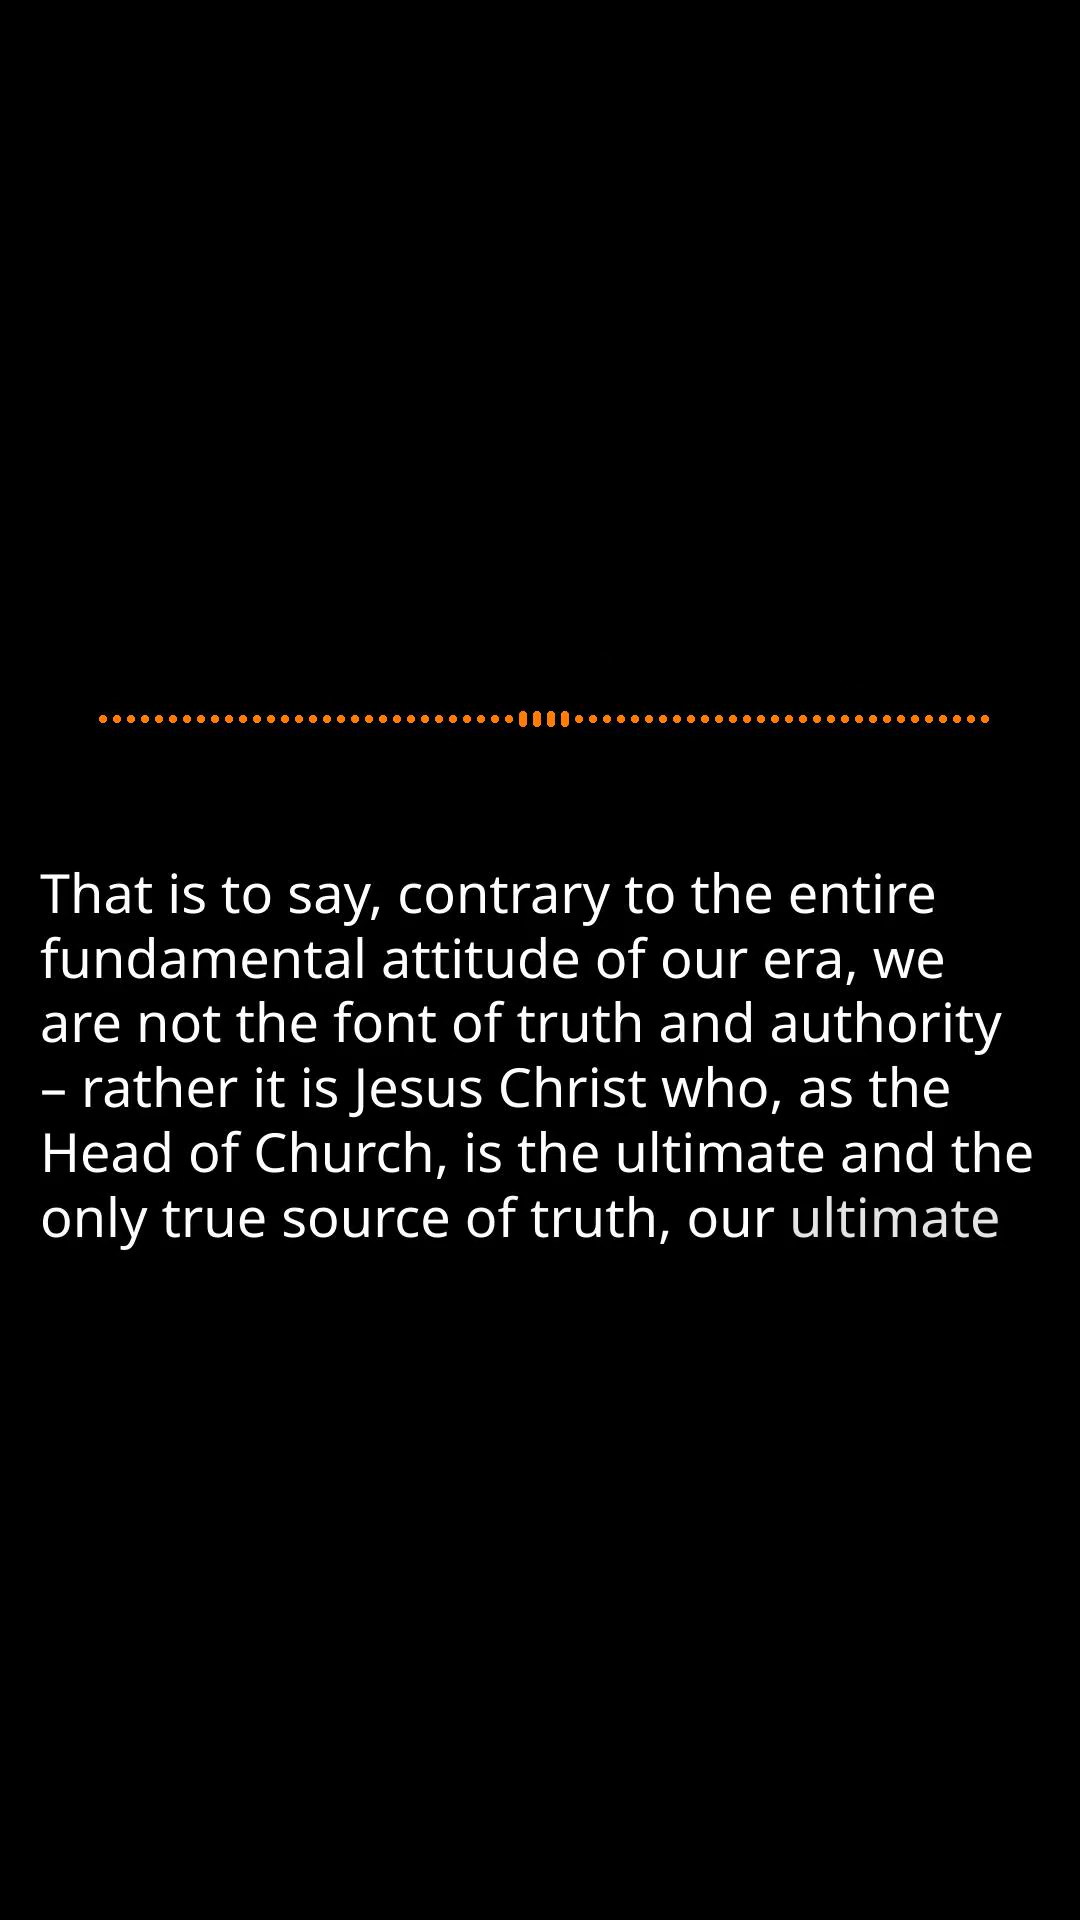 That is to say, contrary to the entire
fundamental attitude of our era, we
are not the font of truth and authority
– rather it is Jesus Christ who, as the
Head of Church, is the ultimate and the
only true source of truth, our ultimate